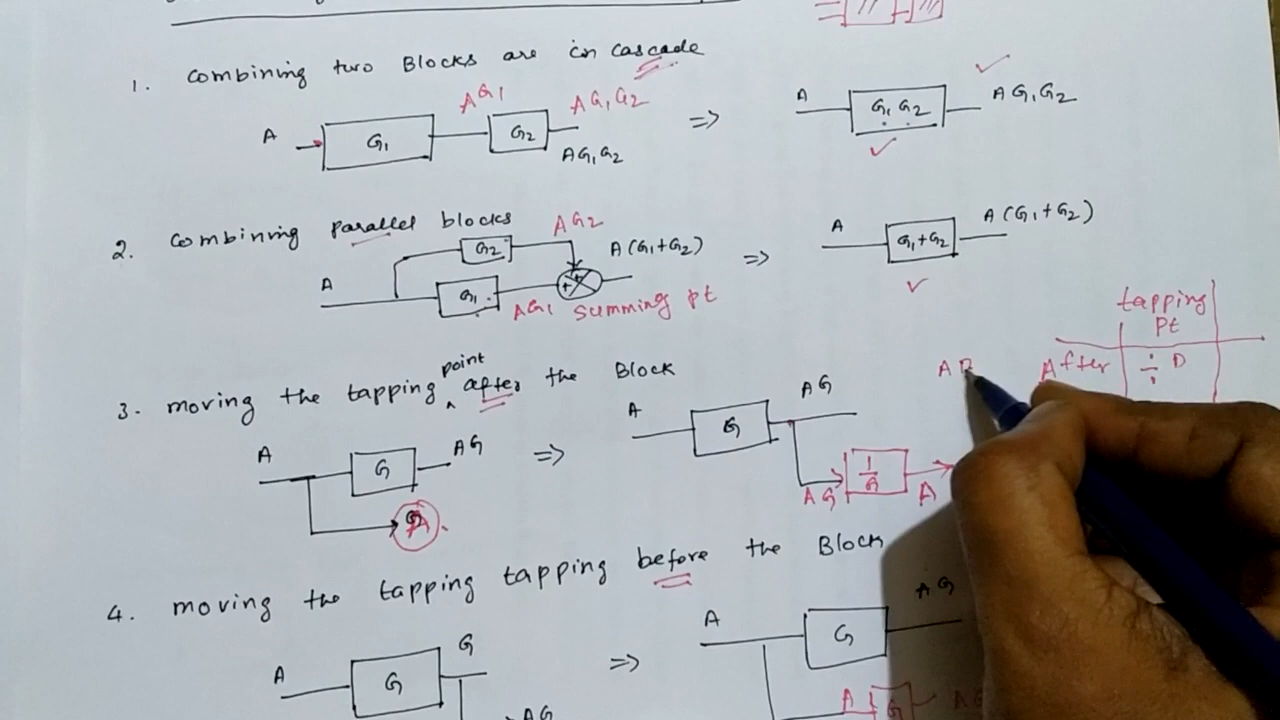 1. Combining two Blocks are in cascade
A G1 AG1 G2 AG1G2 AG1G2 => A G1 G2 AG1G2
2. Combining parallel blocks
A G2 AG2 G1 AG1 + + A(G1+G2) summing pt => A G1+G2 A(G1+G2)
tapping
Pt
After ÷ D
3. moving the tapping point after the Block
A G AG A => A G AG AG 1/G A
4. moving the tapping tapping before the Block
A G G AG => A G AG A G